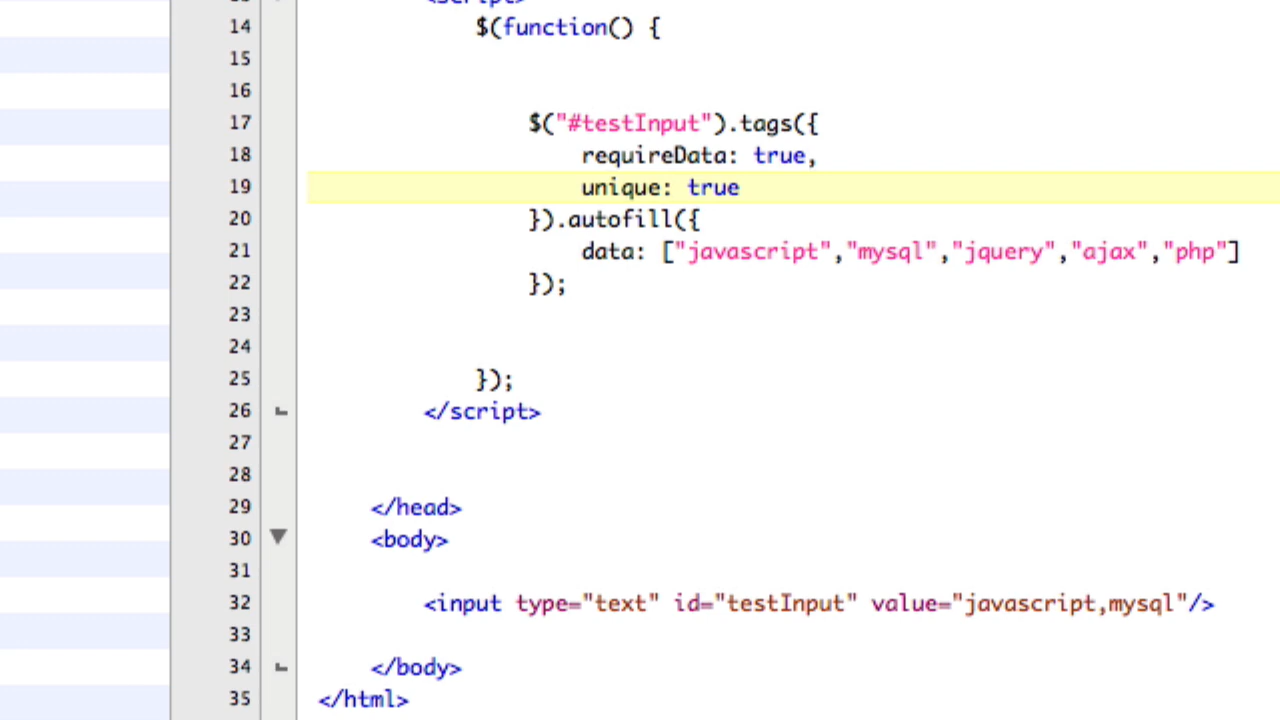 <script>
14 $(function() {
15
16
17 $("#testInput").tags({
18 requireData: true,
19 unique: true
20 }).autofill({
21 data: ["javascript","mysql","jquery","ajax","php"]
22 });
23
24
25 });
26 </script>
27
28
29 </head>
30 <body>
31
32 <input type="text" id="testInput" value="javascript,mysql"/>
33
34 </body>
35 </html>